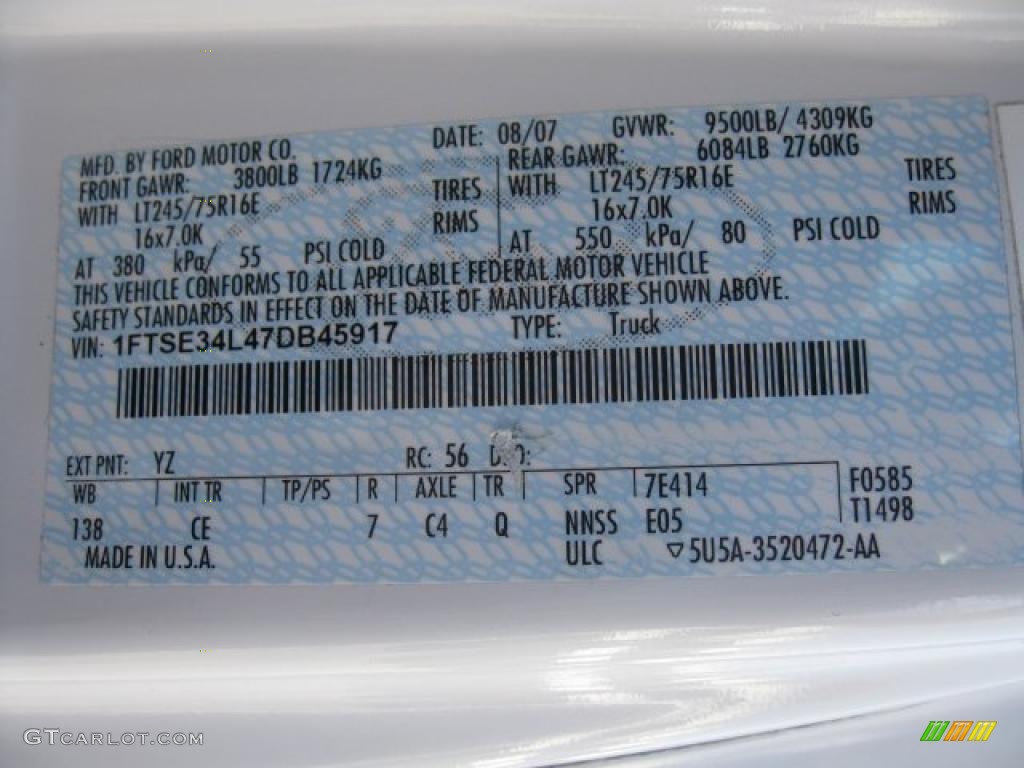 MFD. BY FORD MOTOR CO. DATE: 08/07 GVWR: 9500LB/ 4309KG
FRONT GAWR: 3800LB 1724KG REAR GAWR: 6084LB 2760KG
WITH LT245/75R16E TIRES WITH LT245/75R16E TIRES
16x7.0K RIMS 16x7.0K RIMS
AT 380 kPa/ 55 PSI COLD AT 550 kPa/ 80 PSI COLD
THIS VEHICLE CONFORMS TO ALL APPLICABLE FEDERAL MOTOR VEHICLE
SAFETY STANDARDS IN EFFECT ON THE DATE OF MANUFACTURE SHOWN ABOVE.
VIN: 1FTSE34L47DB45917 TYPE: Truck
EXT PNT: YZ RC: 56
WB INT TR TP/PS R AXLE TR SPR 7E414 F0585
138 CE 7 C4 Q NNSS E05 T1498
MADE IN U.S.A. ULC ▽5U5A-3520472-AA
GTCARLOT.COM